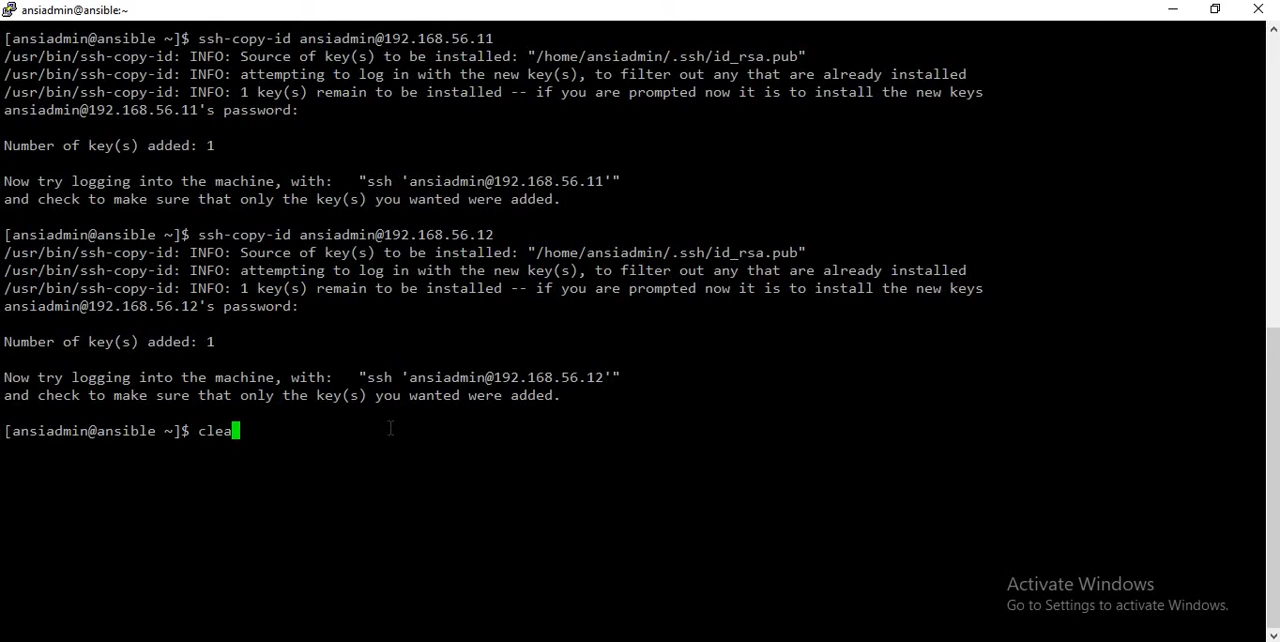 ansiadmin@ansible:~
[ansiadmin@ansible ~]$ ssh-copy-id ansiadmin@192.168.56.11
/usr/bin/ssh-copy-id: INFO: Source of key(s) to be installed: "/home/ansiadmin/.ssh/id_rsa.pub"
/usr/bin/ssh-copy-id: INFO: attempting to log in with the new key(s), to filter out any that are already installed
/usr/bin/ssh-copy-id: INFO: 1 key(s) remain to be installed -- if you are prompted now it is to install the new keys
ansiadmin@192.168.56.11's password:
Number of key(s) added: 1
Now try logging into the machine, with:   "ssh 'ansiadmin@192.168.56.11'"
and check to make sure that only the key(s) you wanted were added.
[ansiadmin@ansible ~]$ ssh-copy-id ansiadmin@192.168.56.12
/usr/bin/ssh-copy-id: INFO: Source of key(s) to be installed: "/home/ansiadmin/.ssh/id_rsa.pub"
/usr/bin/ssh-copy-id: INFO: attempting to log in with the new key(s), to filter out any that are already installed
/usr/bin/ssh-copy-id: INFO: 1 key(s) remain to be installed -- if you are prompted now it is to install the new keys
ansiadmin@192.168.56.12's password:
Number of key(s) added: 1
Now try logging into the machine, with:   "ssh 'ansiadmin@192.168.56.12'"
and check to make sure that only the key(s) you wanted were added.
[ansiadmin@ansible ~]$ clea
Activate Windows
Go to Settings to activate Windows.